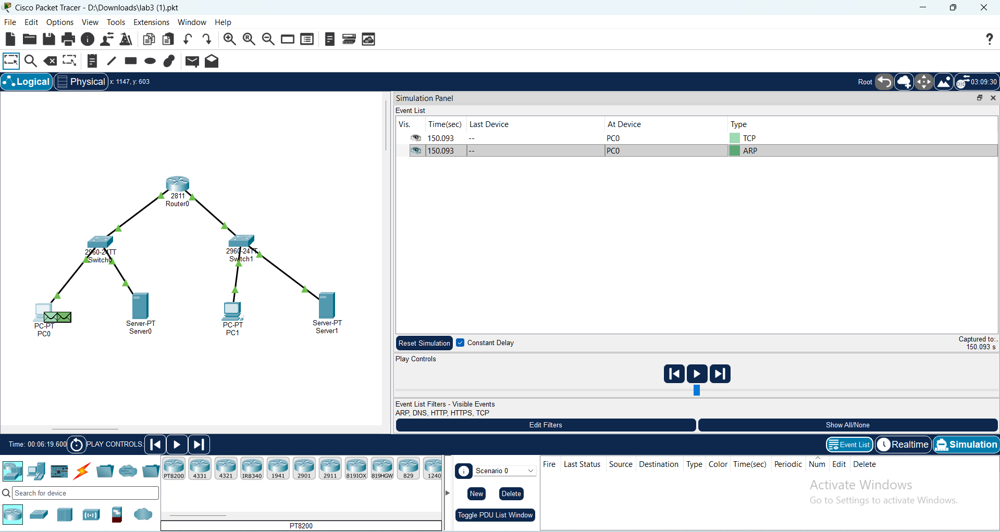 Cisco Packet Tracer - D:\Downloads\lab3 (1).pkt
File Edit Options View Tools Extensions Window Help
Logical Physical x: 1147, y: 603 Root 03:09:30
Simulation Panel
Event List
Vis. Time(sec) Last Device At Device Type
150.093 -- PC0 TCP
150.093 -- PC0 ARP
2811
Router0
2960-24TT
Switch0
2960-24TT
Switch1
PC-PT
PC0
Server-PT
Server0
PC-PT
PC1
Server-PT
Server1
Reset Simulation Constant Delay
Captured to:
150.093 s
Play Controls
Event List Filters - Visible Events
ARP, DNS, HTTP, HTTPS, TCP
Edit Filters Show All/None
Time: 00:06:19.600 PLAY CONTROLS: Event List Realtime Simulation
PT8200 4331 4321 IR8340 1941 2901 2911 819IOX 819HGW 829 1240
Search for device
PT8200
Scenario 0
New Delete
Toggle PDU List Window
Fire Last Status Source Destination Type Color Time(sec) Periodic Num Edit Delete
Activate Windows
Go to Settings to activate Windows.